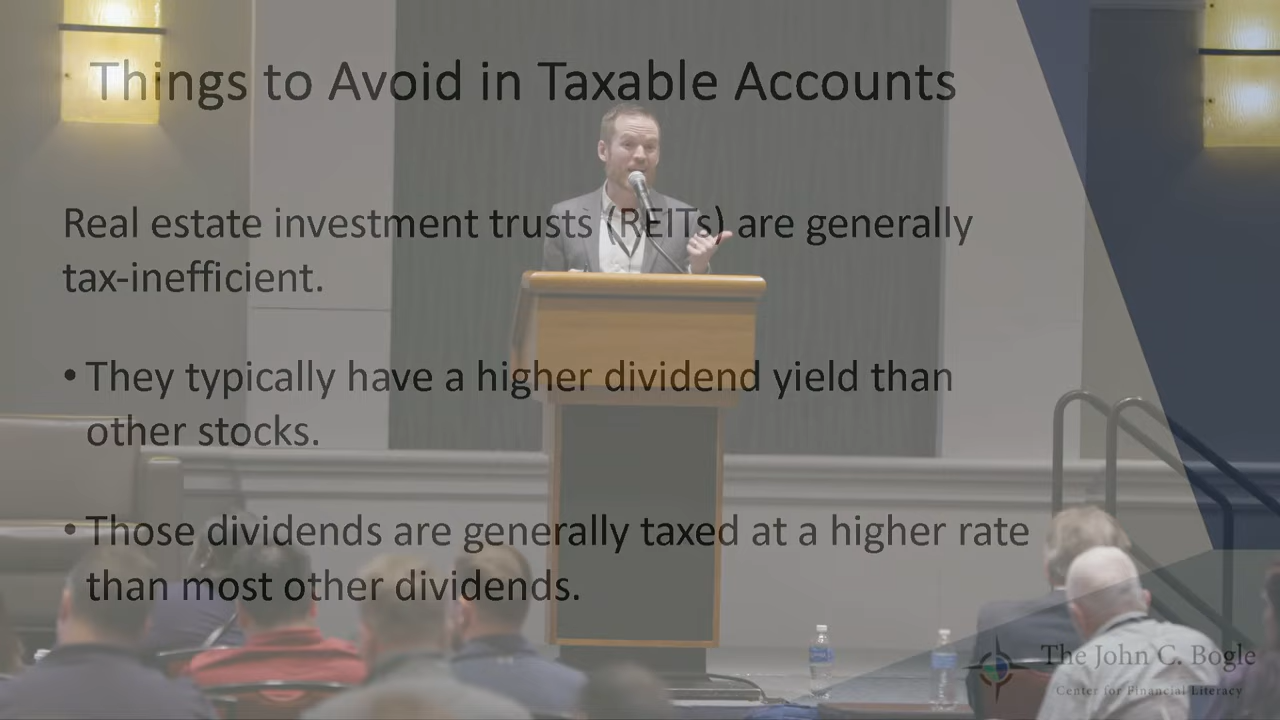 Things to Avoid in Taxable Accounts
Real estate investment trusts (REITs) are generally
tax-inefficient.
• They typically have a higher dividend yield than
other stocks.
• Those dividends are generally taxed at a higher rate
than most other dividends.
The John C. Bogle
Center for Financial Literacy